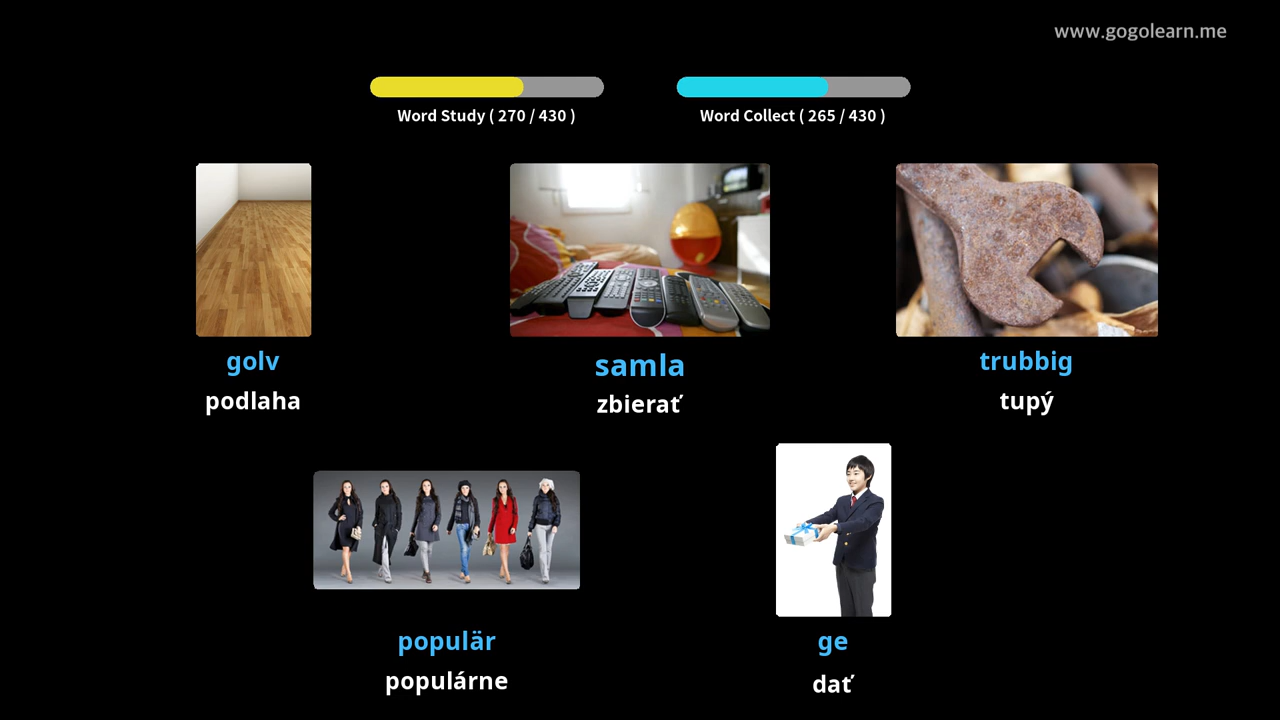 www.gogolearn.me
Word Study ( 270 / 430 )
Word Collect ( 265 / 430 )
golv
podlaha
samla
zbierať
trubbig
tupý
populär
populárne
ge
dať